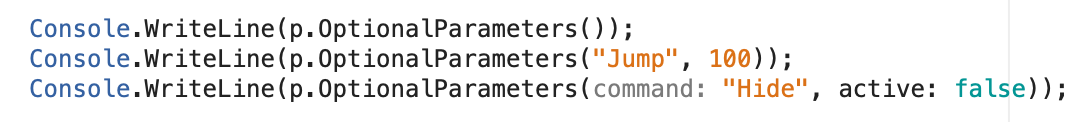 Console.WriteLine(p.OptionalParameters());
Console.WriteLine(p.OptionalParameters("Jump", 100));
Console.WriteLine(p.OptionalParameters(command: "Hide", active: false));